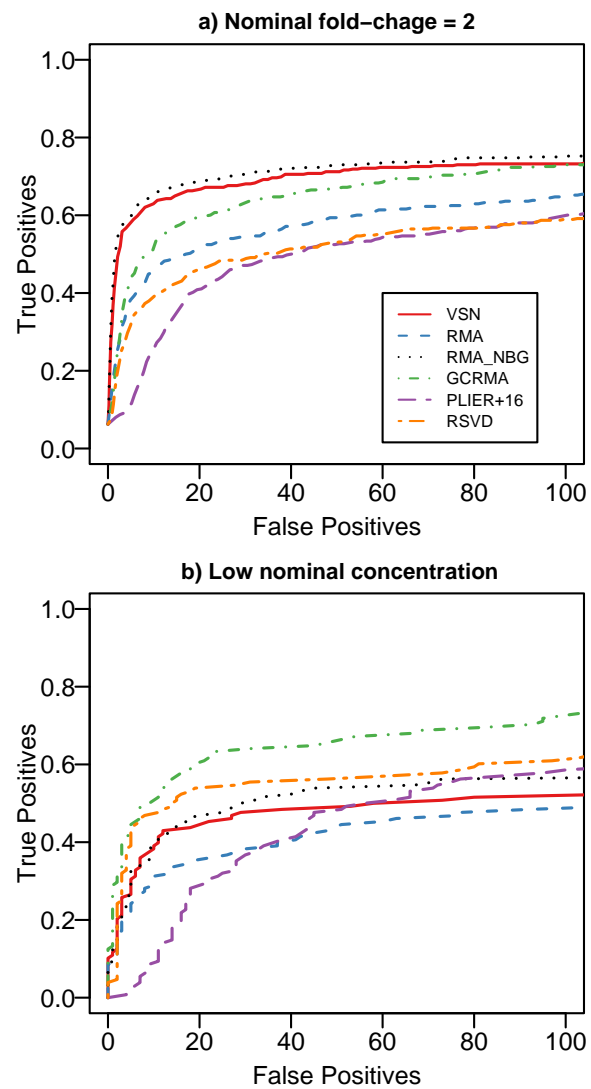 a) Nominal fold−chage = 2
1.0
0.8
0.6
0.4
0.2
0.0
True Positives
VSN
RMA
RMA_NBG
GCRMA
PLIER+16
RSVD
0 20 40 60 80 100
False Positives
b) Low nominal concentration
1.0
0.8
0.6
0.4
0.2
0.0
True Positives
0 20 40 60 80 100
False Positives